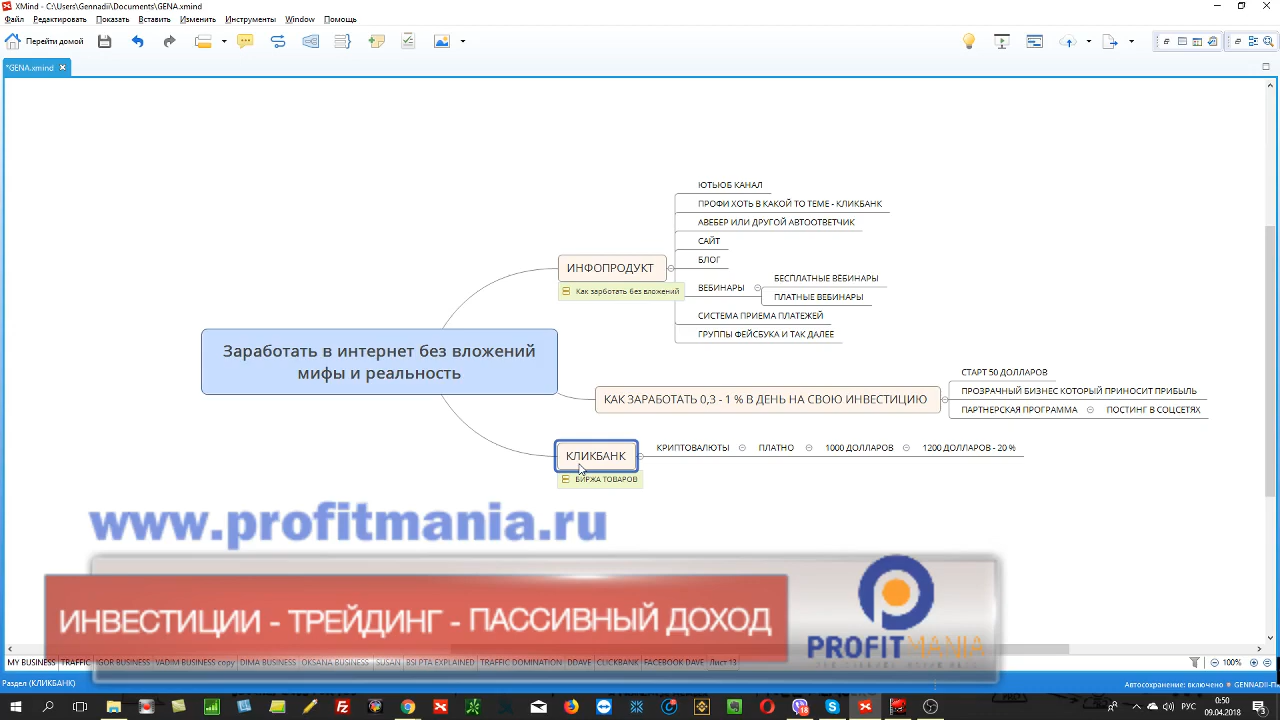 XMind - C:\Users\Gennadii\Documents\GENA.xmind
Файл Редактировать Показать Вставить Изменить Инструменты Window Помощь
Перейти домой
*GENA.xmind
ЮТЫОБ КАНАЛ
ПРОФИ ХОТЬ В КАКОЙ ТО ТЕМЕ - КЛИКБАНК
АВЕБЕР ИЛИ ДРУГОЙ АВТООТВЕТЧИК
САЙТ
БЛОГ
ИНФОПРОДУКТ
Как зарботать без вложений
ВЕБИНАРЫ
БЕСПЛАТНЫЕ ВЕБИНАРЫ
ПЛАТНЫЕ ВЕБИНАРЫ
СИСТЕМА ПРИЕМА ПЛАТЕЖЕЙ
ГРУППЫ ФЕЙСБУКА И ТАК ДАЛЕЕ
Заработать в интернет без вложений
мифы и реальность
КАК ЗАРАБОТАТЬ 0,3 - 1 % В ДЕНЬ НА СВОЮ ИНВЕСТИЦИЮ
СТАРТ 50 ДОЛЛАРОВ
ПРОЗРАЧНЫЙ БИЗНЕС КОТОРЫЙ ПРИНОСИТ ПРИБЫЛЬ
ПАРТНЕРСКАЯ ПРОГРАММА ПОСТИНГ В СОЦСЕТЯХ
КЛИКБАНК
КРИПТОВАЛЮТЫ ПЛАТНО 1000 ДОЛЛАРОВ 1200 ДОЛЛАРОВ - 20 %
БИРЖА ТОВАРОВ
www.profitmania.ru
ИНВЕСТИЦИИ - ТРЕЙДИНГ - ПАССИВНЫЙ ДОХОД
PROFITMANIA
MY BUSINESS TRAFFIC IGOR BUSINESS VADIM BUSINESS copy DIMA BUSINESS OKSANA BUSINESS SUSAN BSI PTA EXPLAINED TRAFFIC DOMINATION DDAVE CLICKBANK FACEBOOK DAVE Лист 13
100%
Раздел (КЛИКБАНК)
Автосохранение: включено GENNADII-П
РУС
0:50
09.04.2018